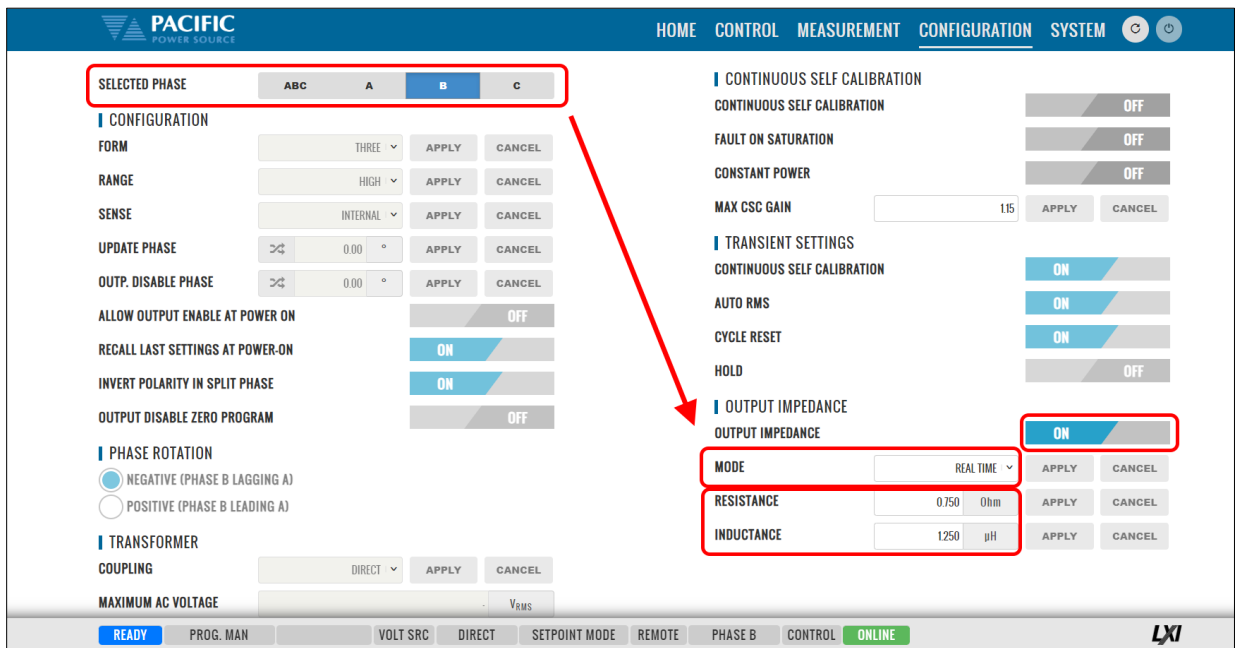 PACIFIC
POWER SOURCE
HOME CONTROL MEASUREMENT CONFIGURATION SYSTEM
SELECTED PHASE ABC A B C
CONFIGURATION
FORM THREE APPLY CANCEL
RANGE HIGH APPLY CANCEL
SENSE INTERNAL APPLY CANCEL
UPDATE PHASE 0.00 ° APPLY CANCEL
OUTP. DISABLE PHASE 0.00 ° APPLY CANCEL
ALLOW OUTPUT ENABLE AT POWER ON OFF
RECALL LAST SETTINGS AT POWER-ON ON
INVERT POLARITY IN SPLIT PHASE ON
OUTPUT DISABLE ZERO PROGRAM OFF
PHASE ROTATION
NEGATIVE (PHASE B LAGGING A)
POSITIVE (PHASE B LEADING A)
TRANSFORMER
COUPLING DIRECT APPLY CANCEL
MAXIMUM AC VOLTAGE - VRMS
CONTINUOUS SELF CALIBRATION
CONTINUOUS SELF CALIBRATION OFF
FAULT ON SATURATION OFF
CONSTANT POWER OFF
MAX CSC GAIN 1.15 APPLY CANCEL
TRANSIENT SETTINGS
CONTINUOUS SELF CALIBRATION ON
AUTO RMS ON
CYCLE RESET ON
HOLD OFF
OUTPUT IMPEDANCE
OUTPUT IMPEDANCE ON
MODE REAL TIME APPLY CANCEL
RESISTANCE 0.750 Ohm APPLY CANCEL
INDUCTANCE 1.250 µH APPLY CANCEL
READY PROG. MAN VOLT SRC DIRECT SETPOINT MODE REMOTE PHASE B CONTROL ONLINE LXI